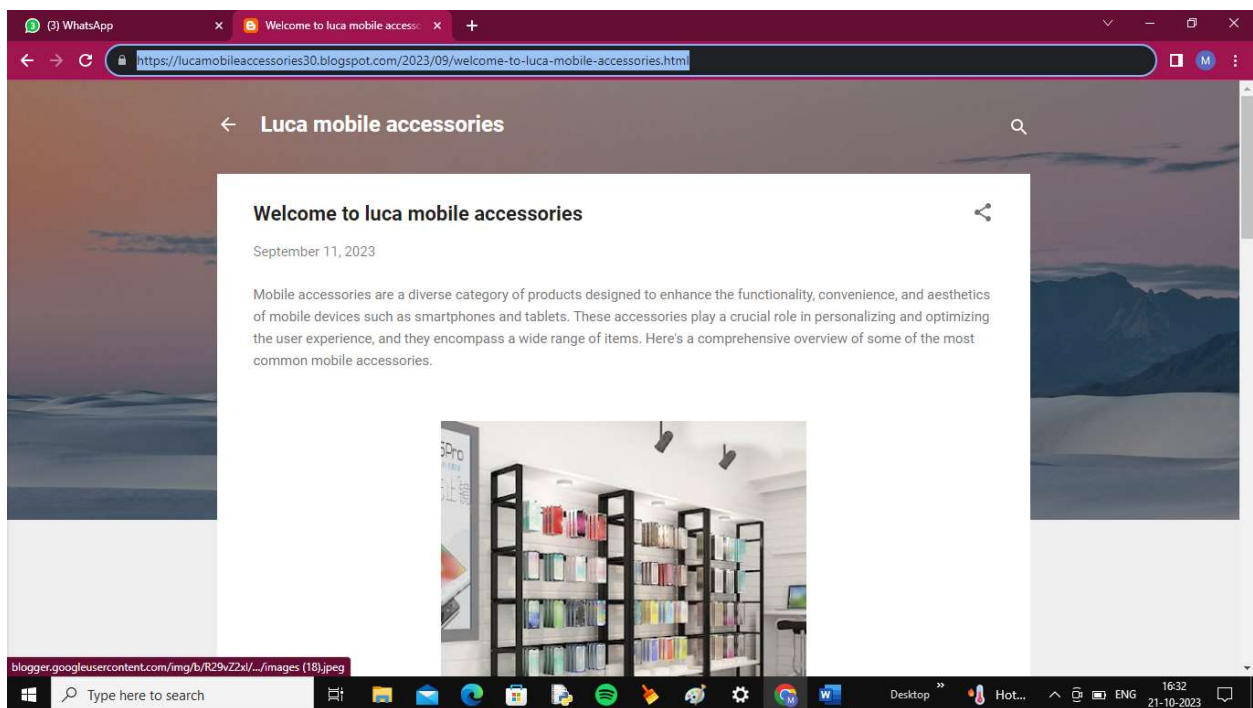 (3) WhatsApp
Welcome to luca mobile accesso
https://lucamobileaccessories30.blogspot.com/2023/09/welcome-to-luca-mobile-accessories.html
M
Luca mobile accessories
Welcome to luca mobile accessories
September 11, 2023
Mobile accessories are a diverse category of products designed to enhance the functionality, convenience, and aesthetics
of mobile devices such as smartphones and tablets. These accessories play a crucial role in personalizing and optimizing
the user experience, and they encompass a wide range of items. Here's a comprehensive overview of some of the most
common mobile accessories.
blogger.googleusercontent.com/img/b/R29vZ2xl/.../images (18).jpeg
Type here to search
Desktop
Hot...
ENG
16:32
21-10-2023